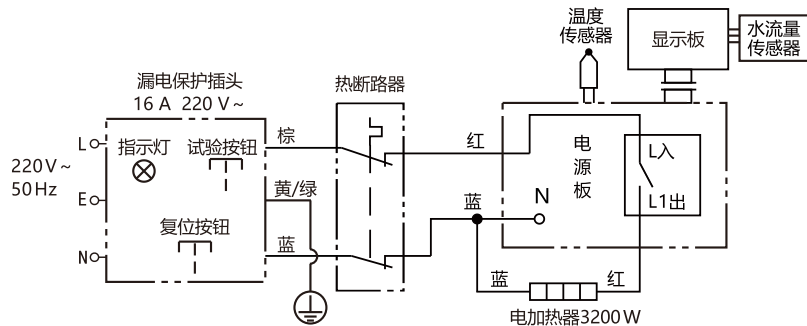 漏电保护插头
16 A 220 V~
热断路器
温度
传感器
显示板
水流量
传感器
220V~
50Hz
L
E
N
指示灯
试验按钮
复位按钮
棕
黄/绿
蓝
红
蓝
电
源
板
N
L入
L1出
蓝
红
电加热器3200W